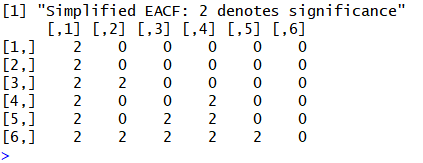 [1] "Simplified EACF: 2 denotes significance"
     [,1] [,2] [,3] [,4] [,5] [,6]
[1,]    2    0    0    0    0    0
[2,]    2    0    0    0    0    0
[3,]    2    2    0    0    0    0
[4,]    2    0    0    2    0    0
[5,]    2    0    2    2    0    0
[6,]    2    2    2    2    2    0
>